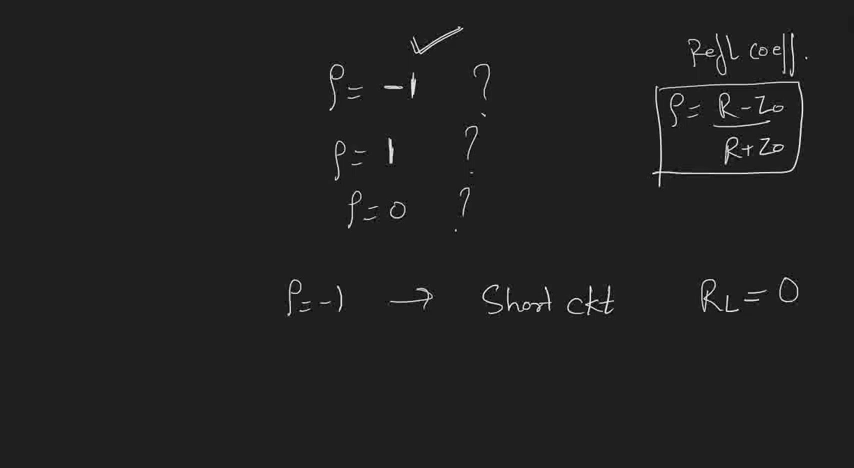 Refl coeff.
ρ = -1 ?
ρ = R - Z0 / R + Z0
ρ = 1 ?
ρ = 0 ?
ρ = -1 → Short ckt RL = 0